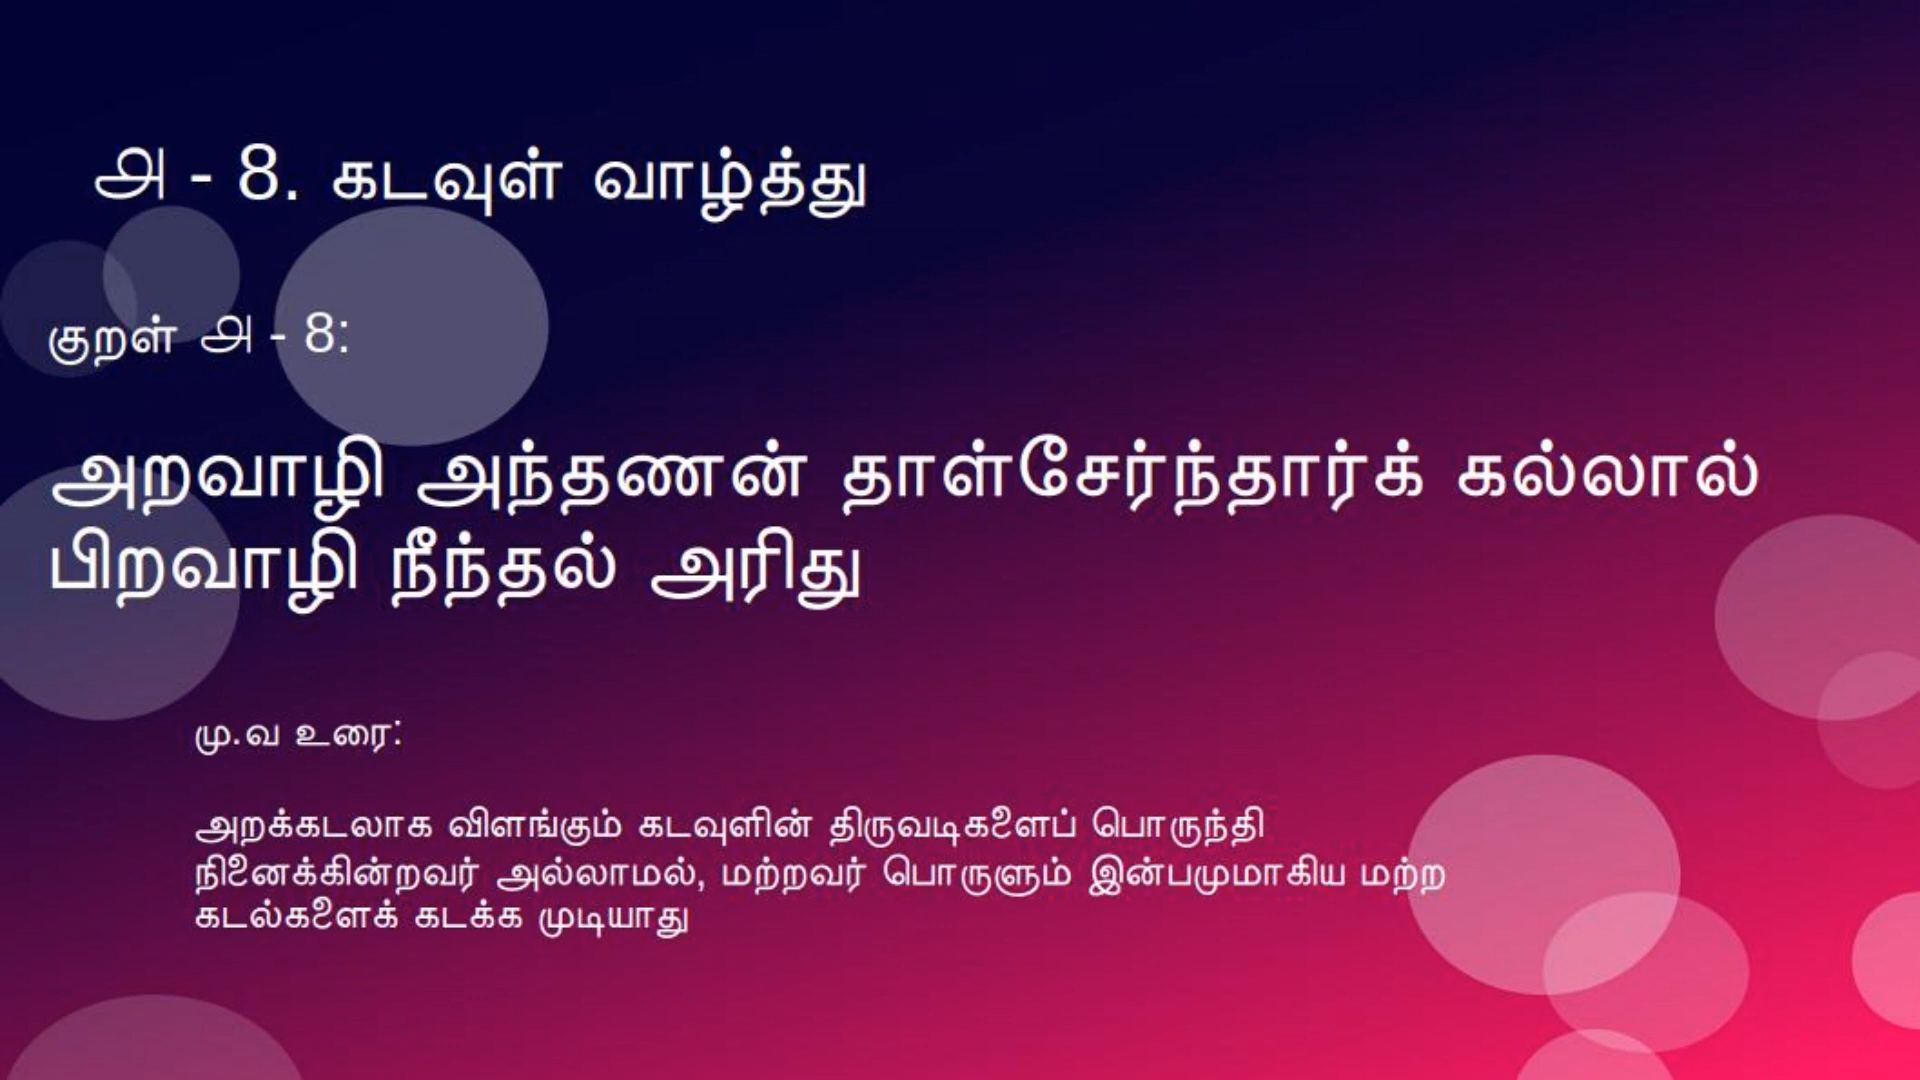 அ - 8. கடவுள் வாழ்த்து
குறள் அ - 8:
அறவாழி அந்தணன் தாள்சேர்ந்தார்க் கல்லால்
பிறவாழி நீந்தல் அரிது
மு.வ உரை:
அறக்கடலாக விளங்கும் கடவுளின் திருவடிகளைப் பொருந்தி
நினைக்கின்றவர் அல்லாமல், மற்றவர் பொருளும் இன்பமுமாகிய மற்ற
கடல்களைக் கடக்க முடியாது